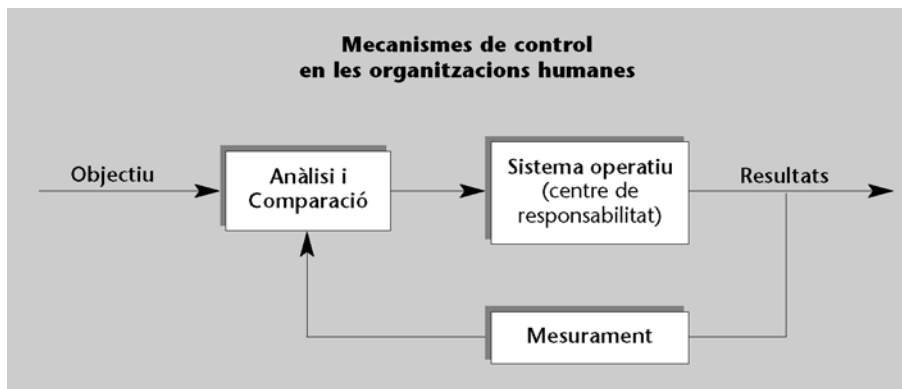 Mecanismes de control
en les organitzacions humanes
Objectiu
Anàlisi i
Comparació
Sistema operatiu
(centre de
responsabilitat)
Resultats
Mesurament